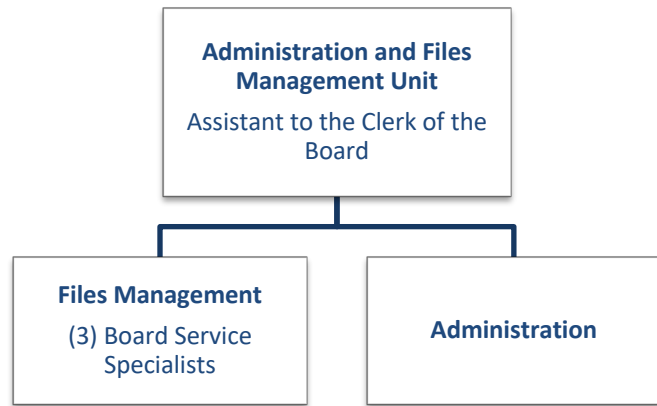 Administration and Files
Management Unit
Assistant to the Clerk of the
Board
Files Management
(3) Board Service
Specialists
Administration